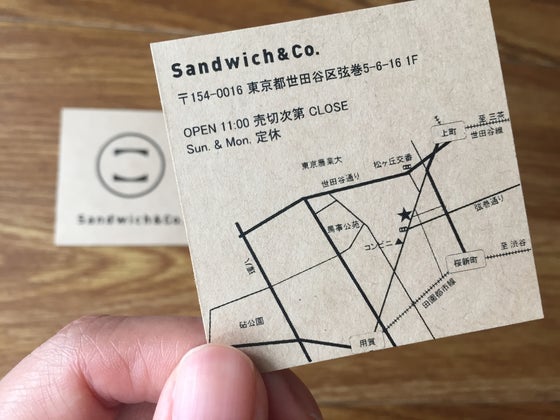 Sandwich&Co.
〒154-0016 東京都世田谷区弦巻5-6-16 1F
OPEN 11:00 売切次第 CLOSE
Sun. & Mon. 定休
至 三茶
上町
世田谷線
東京農業大
松ヶ丘交番
世田谷通り
弦巻通り
馬事公苑
コンビニ
至 渋谷
桜新町
環八
田園都市線
砧公園
用賀
Sandwich&Co.